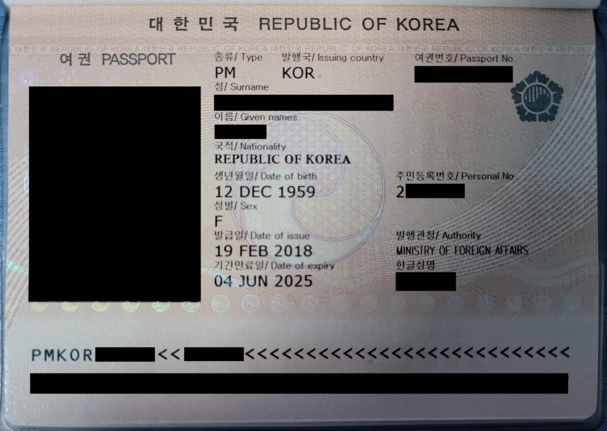 대한민국 REPUBLIC OF KOREA
여권 PASSPORT
종류/ Type 발행국/ Issuing country 여권번호/ Passport No.
PM KOR
성/ Surname
이름/ Given names
국적/ Nationality
REPUBLIC OF KOREA
생년월일/ Date of birth 주민등록번호/ Personal No.
12 DEC 1959 2
성별/ Sex
F
발급일/ Date of issue 발행관청/ Authority
19 FEB 2018 MINISTRY OF FOREIGN AFFAIRS
기간만료일/ Date of expiry 한글성명
04 JUN 2025
PMKOR << <<<<<<<<<<<<<<<<<<<<<<<<<<<<<<